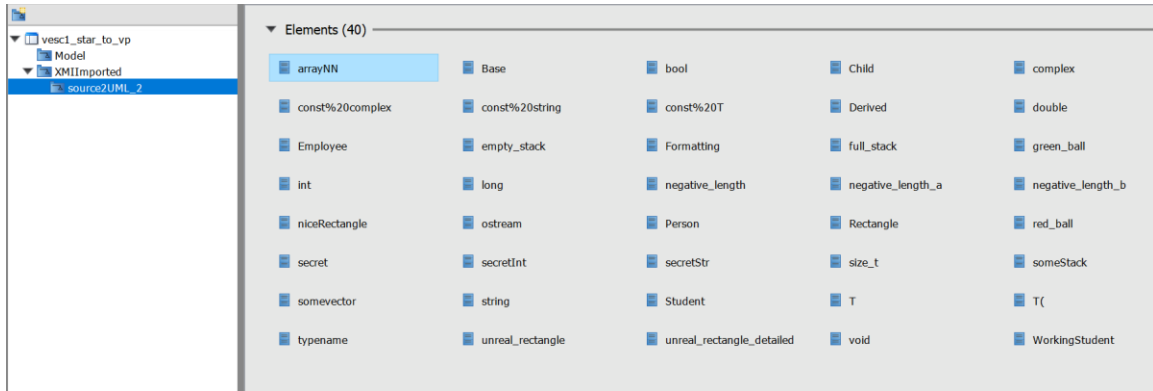 vesc1_star_to_vp
Model
XMIImported
source2UML_2
Elements (40)
arrayNN Base bool Child complex
const%20complex const%20string const%20T Derived double
Employee empty_stack Formatting full_stack green_ball
int long negative_length negative_length_a negative_length_b
niceRectangle ostream Person Rectangle red_ball
secret secretInt secretStr size_t someStack
somevector string Student T T(
typename unreal_rectangle unreal_rectangle_detailed void WorkingStudent